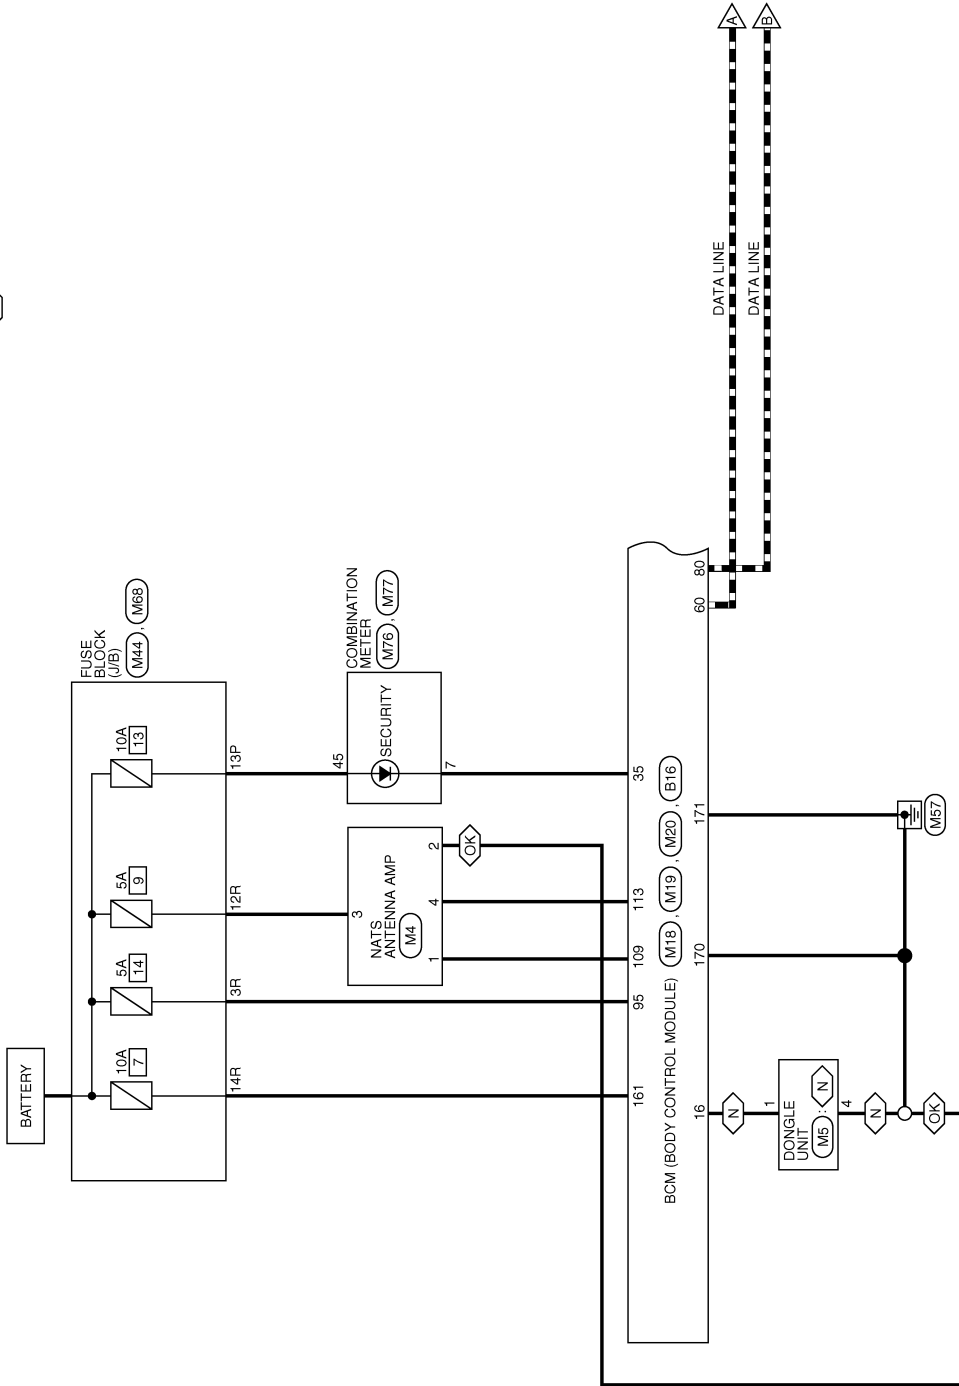 BATTERY
FUSE
BLOCK
(J/B)
M44 , M68
10A
7
5A
14
5A
9
10A
13
14R
3R
12R
13P
COMBINATION
METER
M76 , M77
45
SECURITY
7
3
NATS
ANTENNA AMP
M4
1
4
2
OK
161
95
109
113
35
BCM (BODY CONTROL MODULE) M18 , M19 , M20 , B16
16
170
171
60
80
N
1
DONGLE
UNIT
M5 : N
4
N
OK
M57
DATA LINE
DATA LINE
A
B